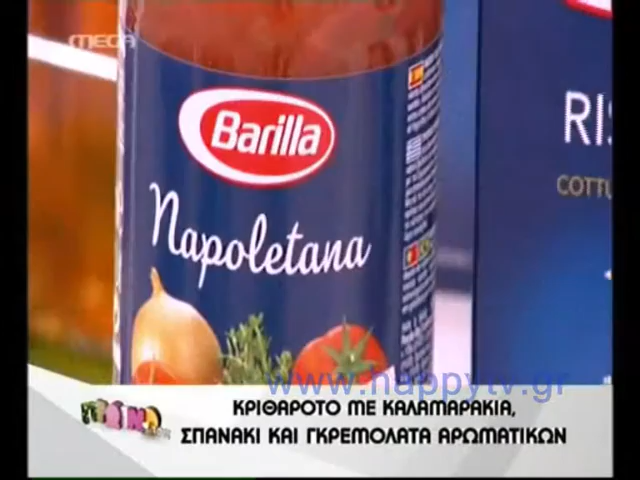 MEGA
Barilla
Napoletana
RIS
COTTU
www.happytv.gr
ΚΡΙΘΑΡΟΤΟ ΜΕ ΚΑΛΑΜΑΡΑΚΙΑ,
ΣΠΑΝΑΚΙ ΚΑΙ ΓΚΡΕΜΟΛΑΤΑ ΑΡΩΜΑΤΙΚΩΝ